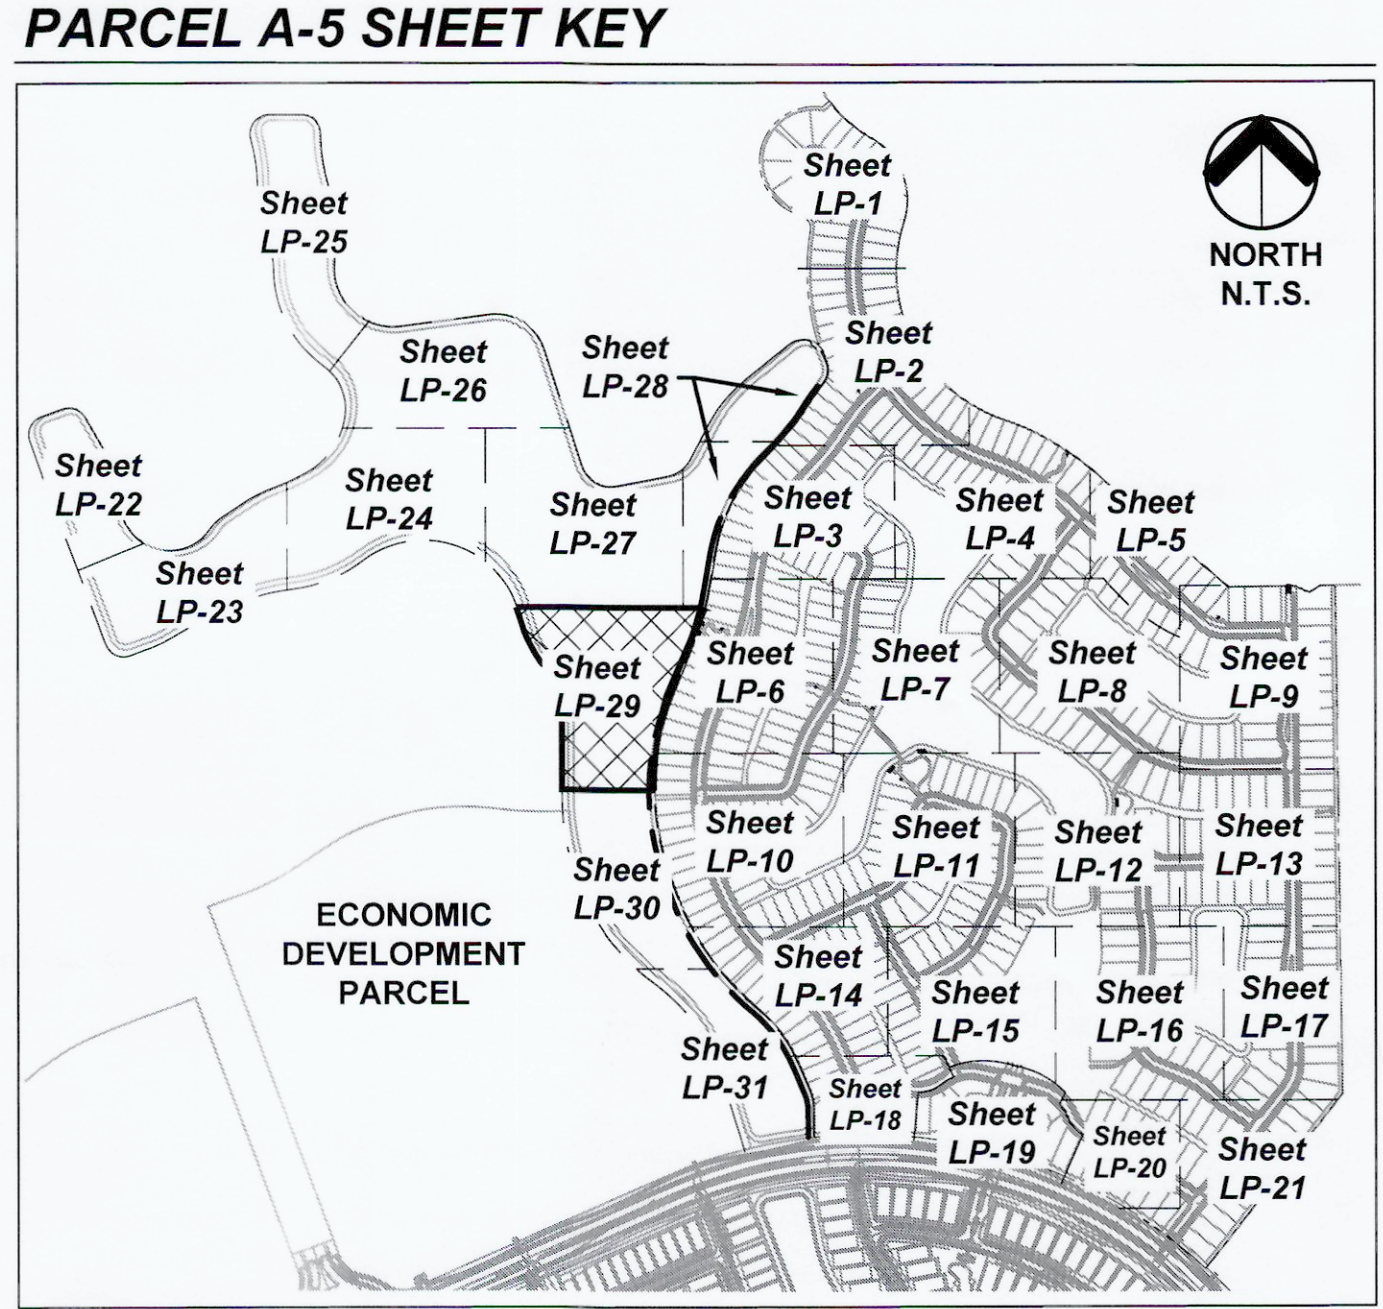 PARCEL A-5 SHEET KEY
Sheet
LP-1
NORTH
N.T.S.
Sheet
LP-25
Sheet
LP-2
Sheet
LP-28
Sheet
LP-26
Sheet
LP-22
Sheet
LP-24
Sheet
LP-27
Sheet
LP-3
Sheet
LP-4
Sheet
LP-5
Sheet
LP-23
Sheet
LP-29
Sheet
LP-6
Sheet
LP-7
Sheet
LP-8
Sheet
LP-9
Sheet
LP-10
Sheet
LP-11
Sheet
LP-12
Sheet
LP-13
Sheet
LP-30
ECONOMIC
DEVELOPMENT
PARCEL
Sheet
LP-14
Sheet
LP-15
Sheet
LP-16
Sheet
LP-17
Sheet
LP-31
Sheet
LP-18
Sheet
LP-19
Sheet
LP-20
Sheet
LP-21